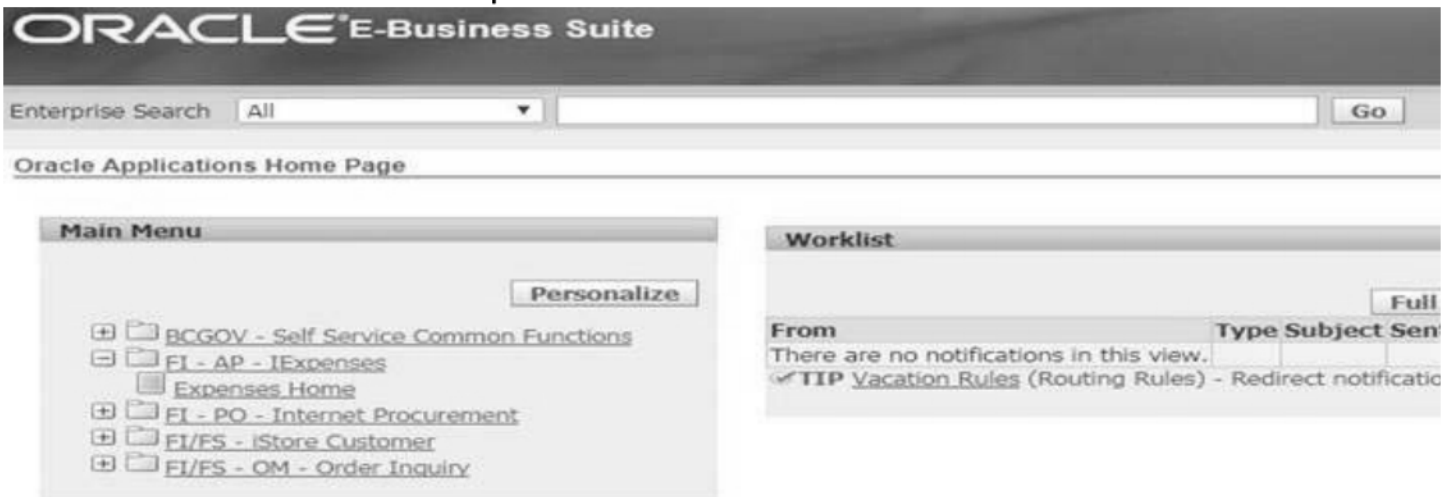 ORACLE E-Business Suite
Enterprise Search All Go
Oracle Applications Home Page
Main Menu
Personalize
BCGOV - Self Service Common Functions
FI - AP - IExpenses
Expenses Home
FI - PO - Internet Procurement
FI/FS - iStore Customer
FI/FS - OM - Order Inquiry
Worklist
Full
From Type Subject Sent
There are no notifications in this view.
TIP Vacation Rules (Routing Rules) - Redirect notificatio